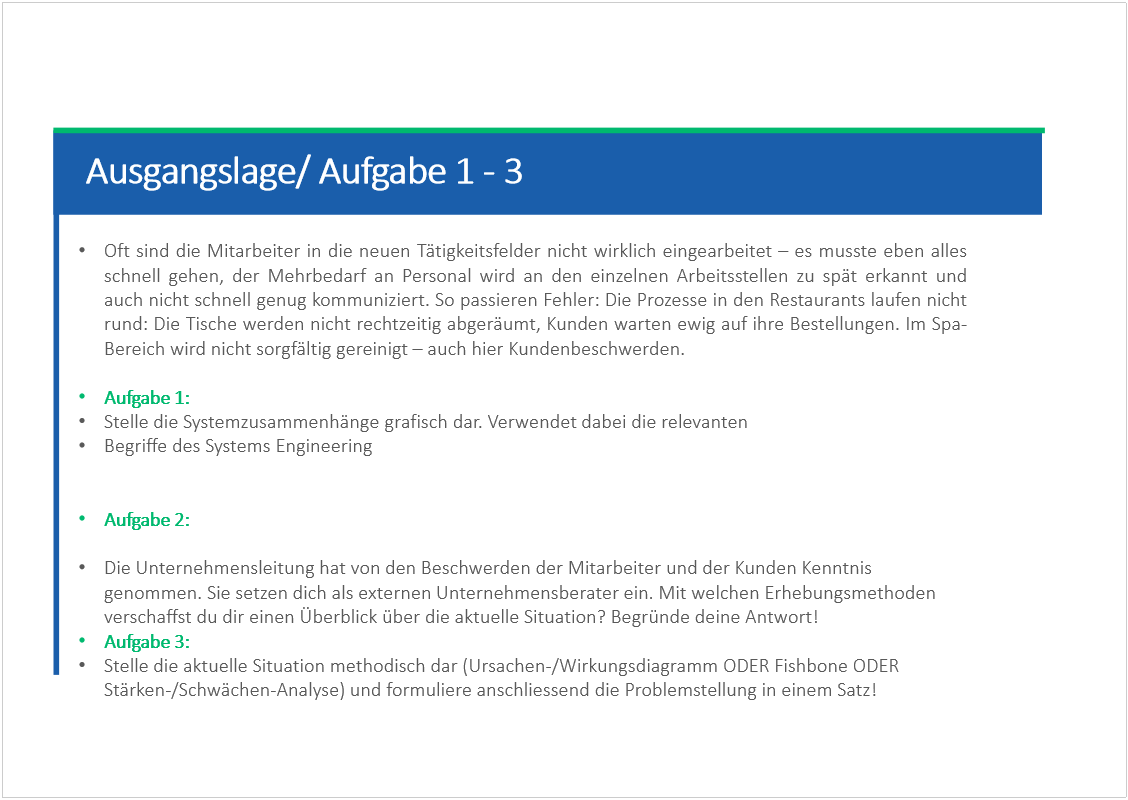 Ausgangslage/ Aufgabe 1 - 3
• Oft sind die Mitarbeiter in die neuen Tätigkeitsfelder nicht wirklich eingearbeitet – es musste eben alles
schnell gehen, der Mehrbedarf an Personal wird an den einzelnen Arbeitsstellen zu spät erkannt und
auch nicht schnell genug kommuniziert. So passieren Fehler: Die Prozesse in den Restaurants laufen nicht
rund: Die Tische werden nicht rechtzeitig abgeräumt, Kunden warten ewig auf ihre Bestellungen. Im Spa-
Bereich wird nicht sorgfältig gereinigt – auch hier Kundenbeschwerden.
• Aufgabe 1:
• Stelle die Systemzusammenhänge grafisch dar. Verwendet dabei die relevanten
• Begriffe des Systems Engineering
• Aufgabe 2:
• Die Unternehmensleitung hat von den Beschwerden der Mitarbeiter und der Kunden Kenntnis
genommen. Sie setzen dich als externen Unternehmensberater ein. Mit welchen Erhebungsmethoden
verschaffst du dir einen Überblick über die aktuelle Situation? Begründe deine Antwort!
• Aufgabe 3:
• Stelle die aktuelle Situation methodisch dar (Ursachen-/Wirkungsdiagramm ODER Fishbone ODER
Stärken-/Schwächen-Analyse) und formuliere anschliessend die Problemstellung in einem Satz!